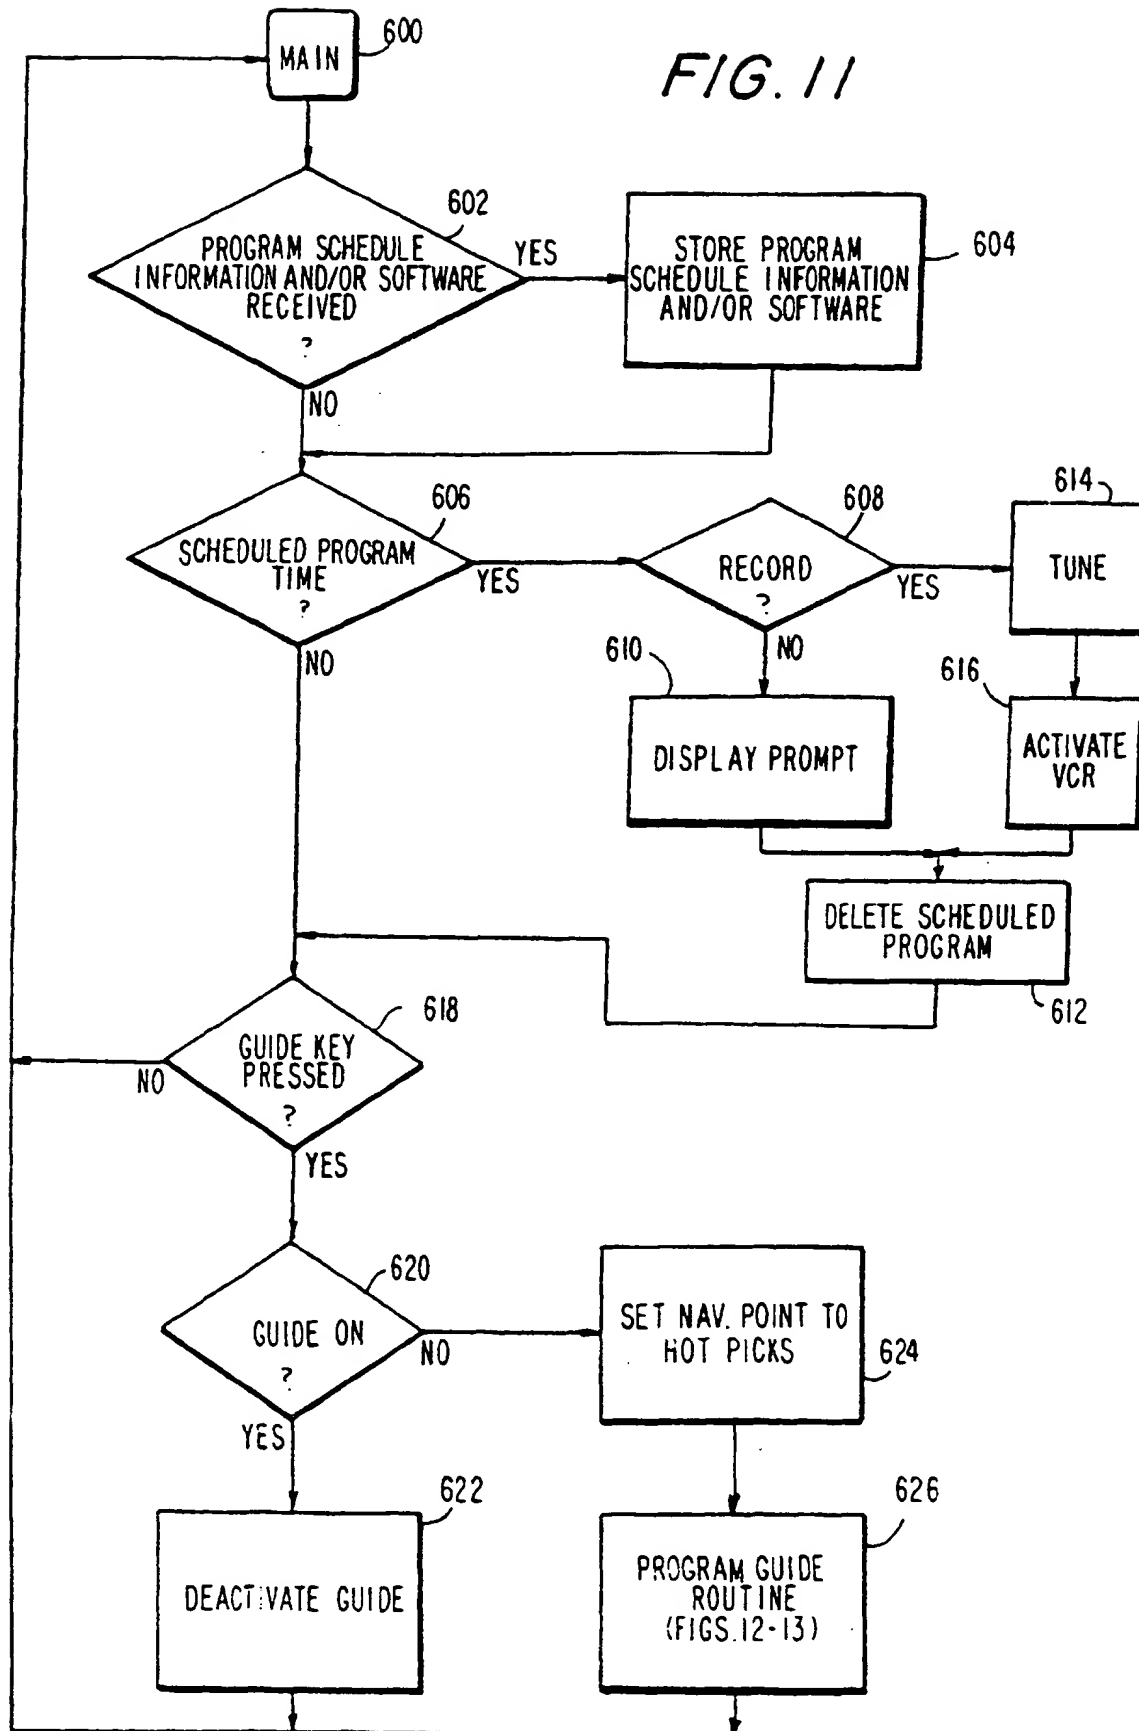 600
MAIN
FIG. 11
602
PROGRAM SCHEDULE
INFORMATION AND/OR SOFTWARE
RECEIVED
?
YES
NO
STORE PROGRAM
SCHEDULE INFORMATION
AND/OR SOFTWARE
604
606
SCHEDULED PROGRAM
TIME
?
YES
NO
608
RECORD
?
YES
NO
614
TUNE
610
DISPLAY PROMPT
616
ACTIVATE
VCR
DELETE SCHEDULED
PROGRAM
612
618
GUIDE KEY
PRESSED
?
NO
YES
620
GUIDE ON
?
NO
YES
SET NAV. POINT TO
HOT PICKS
624
622
DEACTIVATE GUIDE
626
PROGRAM GUIDE
ROUTINE
(FIGS.12-13)